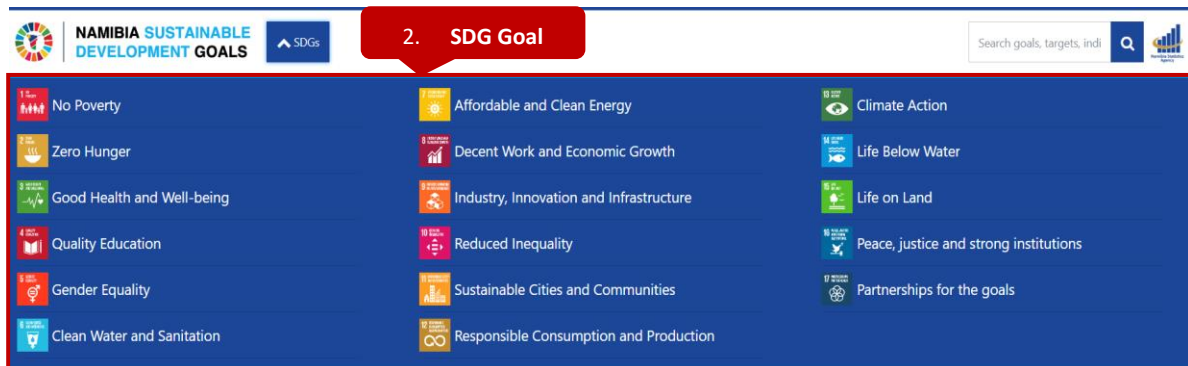 NAMIBIA SUSTAINABLE
DEVELOPMENT GOALS
SDGs
2. SDG Goal
Search goals, targets, indi
No Poverty
Zero Hunger
Good Health and Well-being
Quality Education
Gender Equality
Clean Water and Sanitation
Affordable and Clean Energy
Decent Work and Economic Growth
Industry, Innovation and Infrastructure
Reduced Inequality
Sustainable Cities and Communities
Responsible Consumption and Production
Climate Action
Life Below Water
Life on Land
Peace, justice and strong institutions
Partnerships for the goals